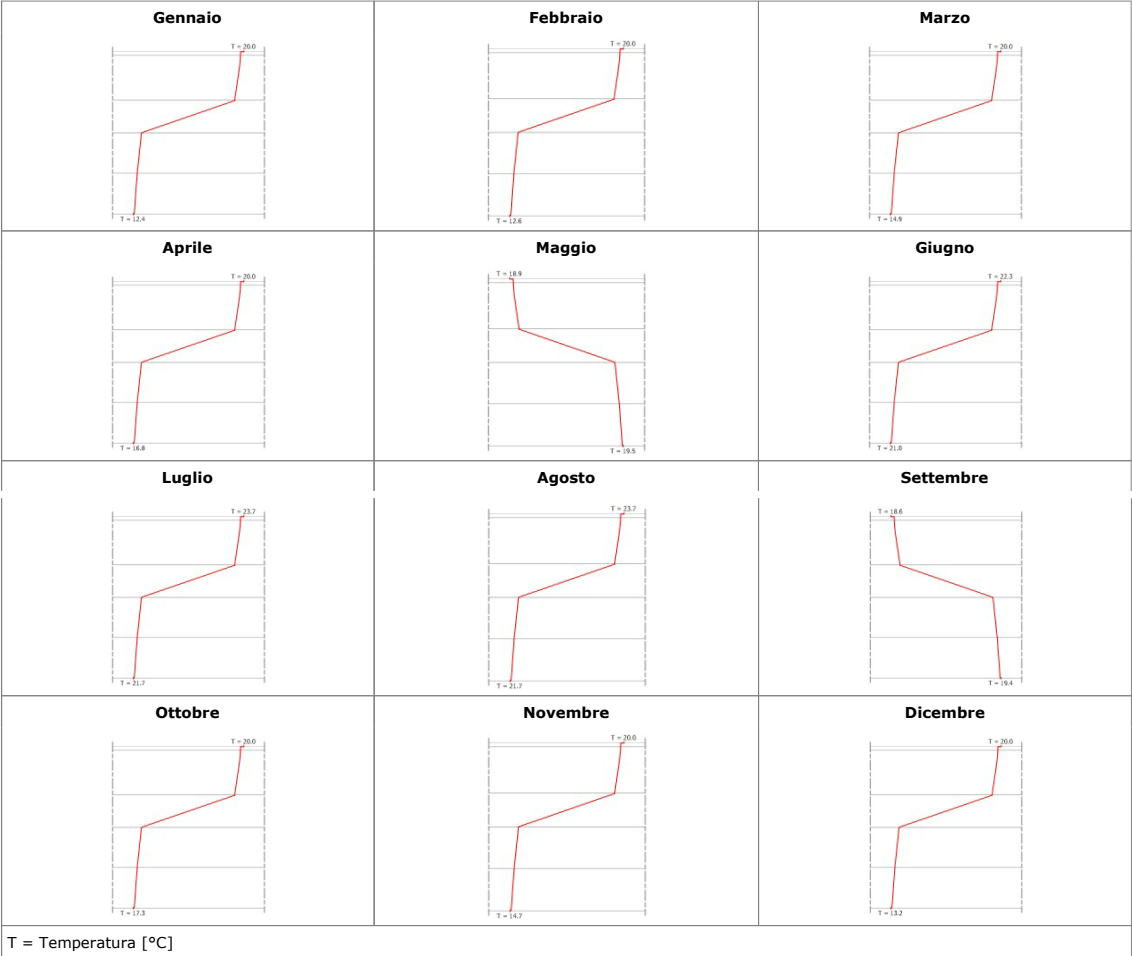 Gennaio Febbraio Marzo
T = 20.0 T = 20.0 T = 20.0
T = 12.4 T = 12.6 T = 14.9
Aprile Maggio Giugno
T = 20.0 T = 18.9 T = 22.3
T = 16.8 T = 19.5 T = 21.0
Luglio Agosto Settembre
T = 23.7 T = 23.7 T = 18.6
T = 21.7 T = 21.7 T = 19.4
Ottobre Novembre Dicembre
T = 20.0 T = 20.0 T = 20.0
T = 17.3 T = 14.7 T = 13.2
T = Temperatura [°C]